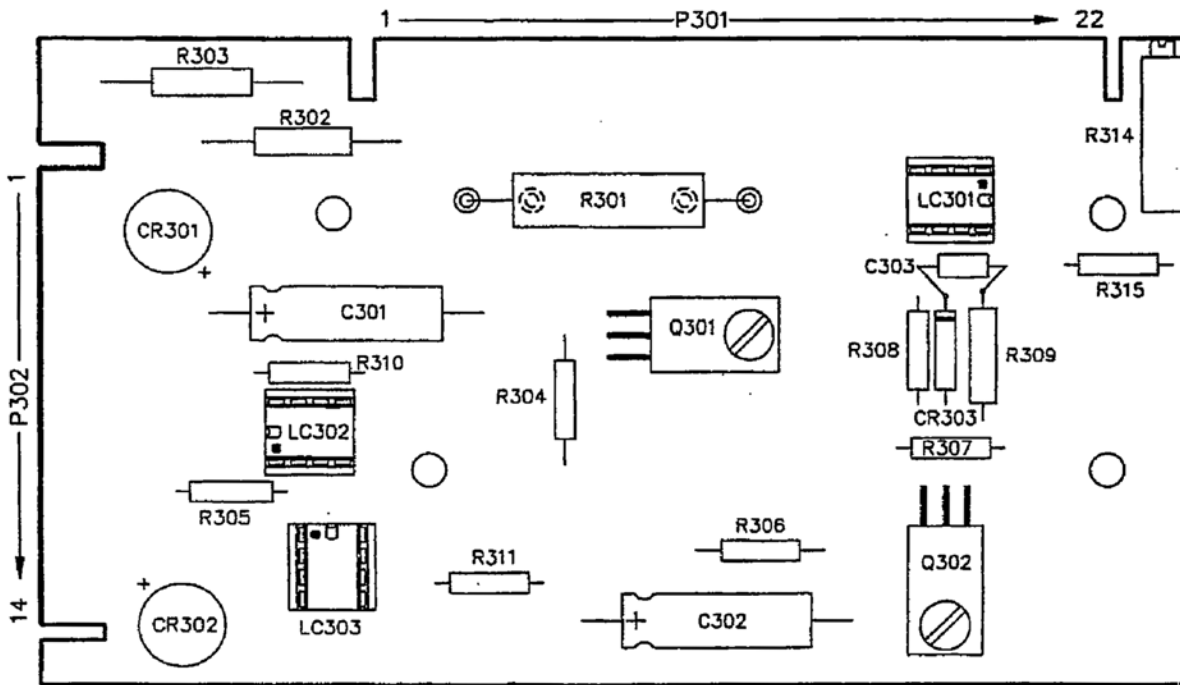 1 P301 22
R303
R302
R314
1
P302
14
R301
LC301
CR301
C303
R315
C301
Q301
R308
R309
R310
R304
CR303
LC302
R307
R305
R306
R311
Q302
CR302
LC303
C302
+
+
+
+